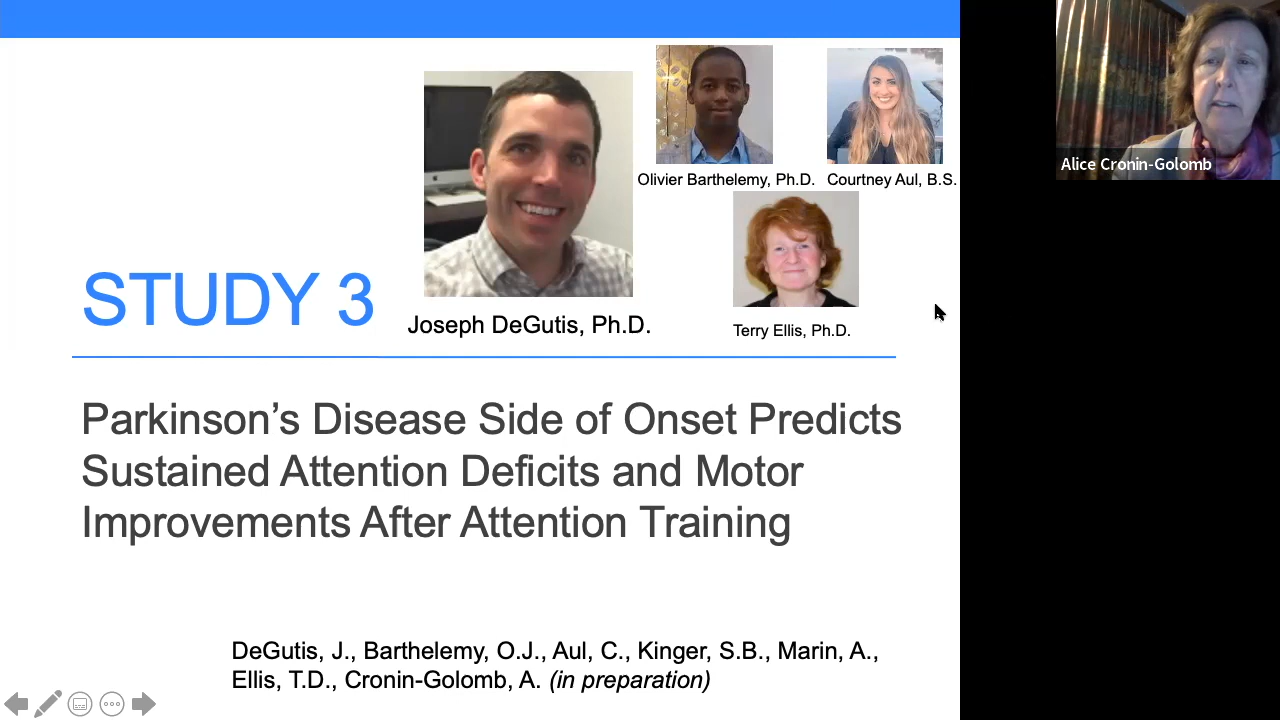 Olivier Barthelemy, Ph.D.
Courtney Aul, B.S.
Alice Cronin-Golomb
STUDY 3
Joseph DeGutis, Ph.D.
Terry Ellis, Ph.D.
Parkinson’s Disease Side of Onset Predicts
Sustained Attention Deficits and Motor
Improvements After Attention Training
DeGutis, J., Barthelemy, O.J., Aul, C., Kinger, S.B., Marin, A.,
Ellis, T.D., Cronin-Golomb, A. (in preparation)